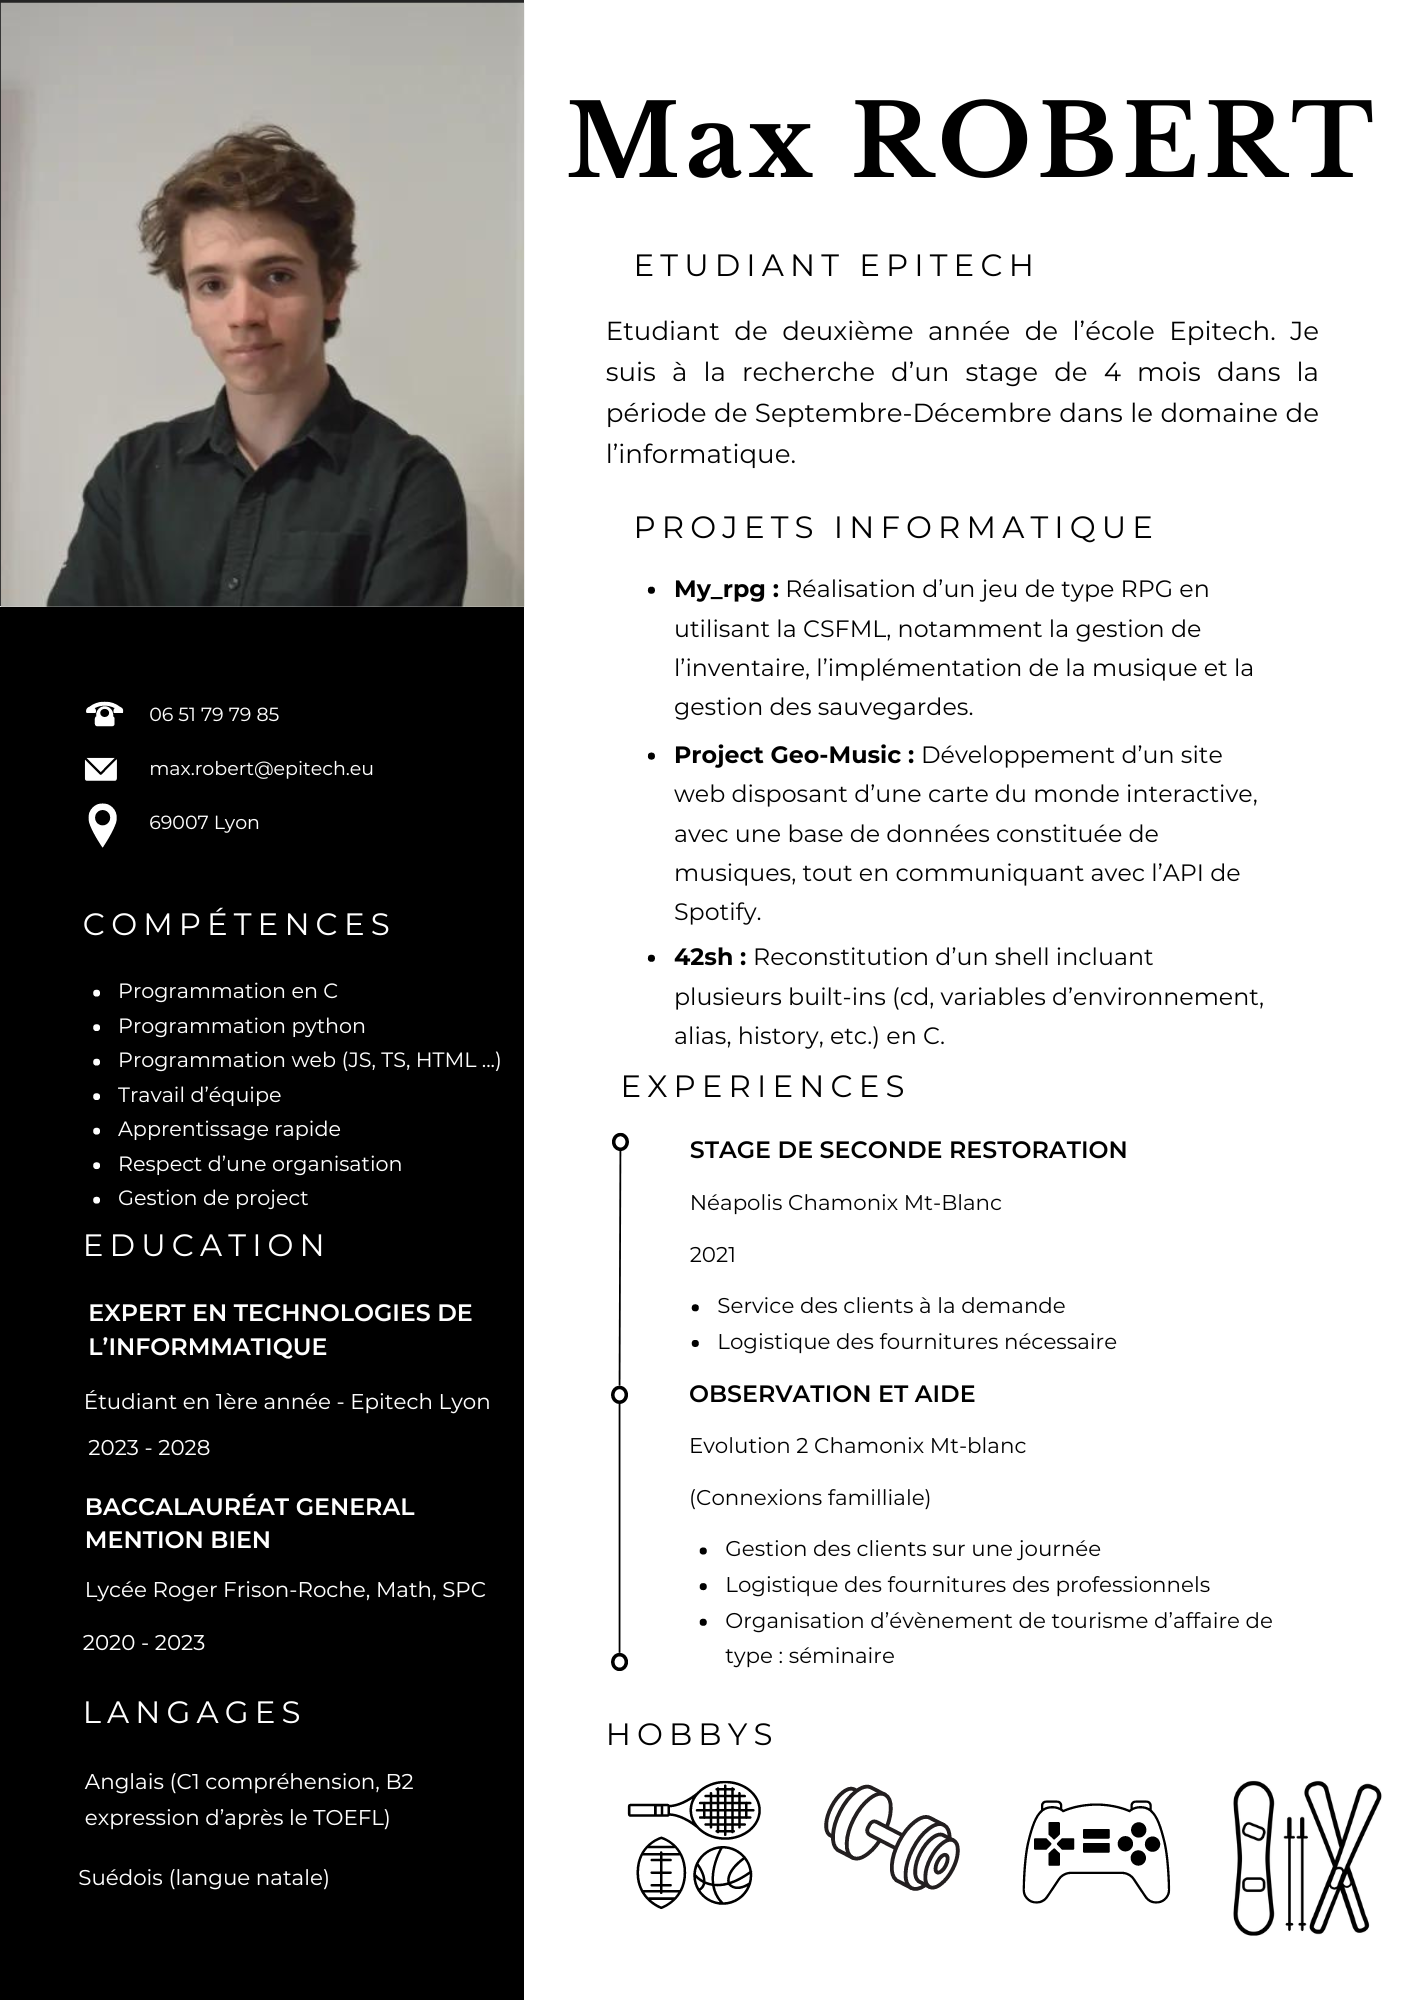 Max ROBERT
ETUDIANT EPITECH
Etudiant de deuxième année de l’école Epitech. Je
suis à la recherche d’un stage de 4 mois dans la
période de Septembre-Décembre dans le domaine de
l’informatique.
PROJETS INFORMATIQUE
• My_rpg : Réalisation d’un jeu de type RPG en
utilisant la CSFML, notamment la gestion de
l’inventaire, l’implémentation de la musique et la
gestion des sauvegardes.
• Project Geo-Music : Développement d’un site
web disposant d’une carte du monde interactive,
avec une base de données constituée de
musiques, tout en communiquant avec l’API de
Spotify.
• 42sh : Reconstitution d’un shell incluant
plusieurs built-ins (cd, variables d’environnement,
alias, history, etc.) en C.
EXPERIENCES
STAGE DE SECONDE RESTORATION
Néapolis Chamonix Mt-Blanc
2021
• Service des clients à la demande
• Logistique des fournitures nécessaire
OBSERVATION ET AIDE
Evolution 2 Chamonix Mt-blanc
(Connexions familliale)
• Gestion des clients sur une journée
• Logistique des fournitures des professionnels
• Organisation d’évènement de tourisme d’affaire de
type : séminaire
HOBBYS
06 51 79 79 85
max.robert@epitech.eu
69007 Lyon
COMPÉTENCES
• Programmation en C
• Programmation python
• Programmation web (JS, TS, HTML ...)
• Travail d’équipe
• Apprentissage rapide
• Respect d’une organisation
• Gestion de project
EDUCATION
EXPERT EN TECHNOLOGIES DE
L’INFORMMATIQUE
Étudiant en 1ère année - Epitech Lyon
2023 - 2028
BACCALAURÉAT GENERAL
MENTION BIEN
Lycée Roger Frison-Roche, Math, SPC
2020 - 2023
LANGAGES
Anglais (C1 compréhension, B2
expression d’après le TOEFL)
Suédois (langue natale)